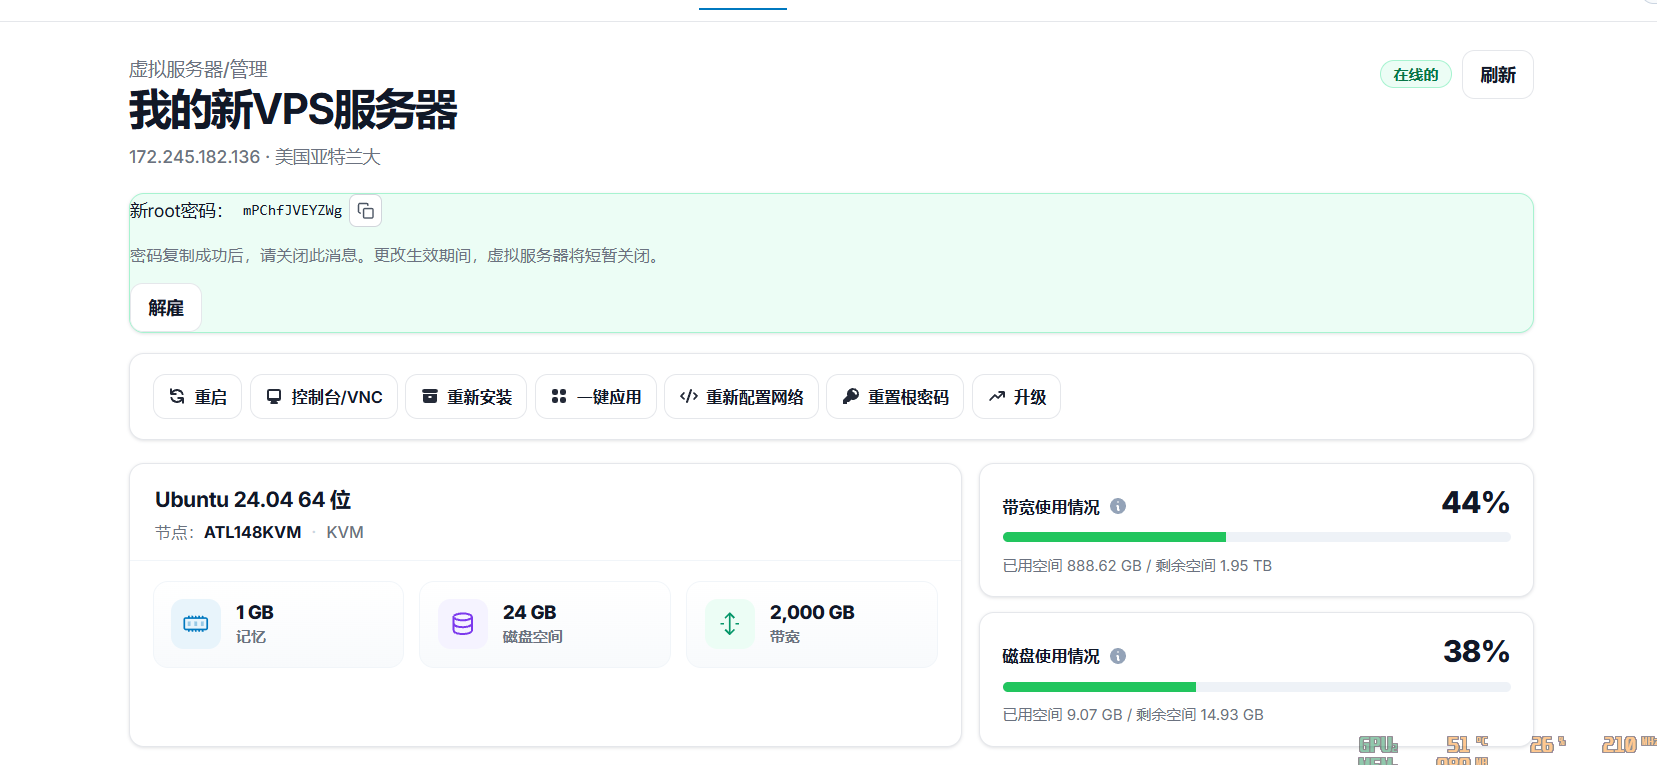 虚拟服务器/管理
我的新VPS服务器
172.245.182.136 · 美国亚特兰大
在线的
刷新
新root密码： mPChfJVEYZWg
密码复制成功后，请关闭此消息。更改生效期间，虚拟服务器将短暂关闭。
解雇
重启 控制台/VNC 重新安装 一键应用 重新配置网络 重置根密码 升级
Ubuntu 24.04 64 位
节点： ATL148KVM · KVM
1 GB
记忆
24 GB
磁盘空间
2,000 GB
带宽
带宽使用情况 44%
已用空间 888.62 GB / 剩余空间 1.95 TB
磁盘使用情况 38%
已用空间 9.07 GB / 剩余空间 14.93 GB
GPU 51 °C 26 % 210 MHz